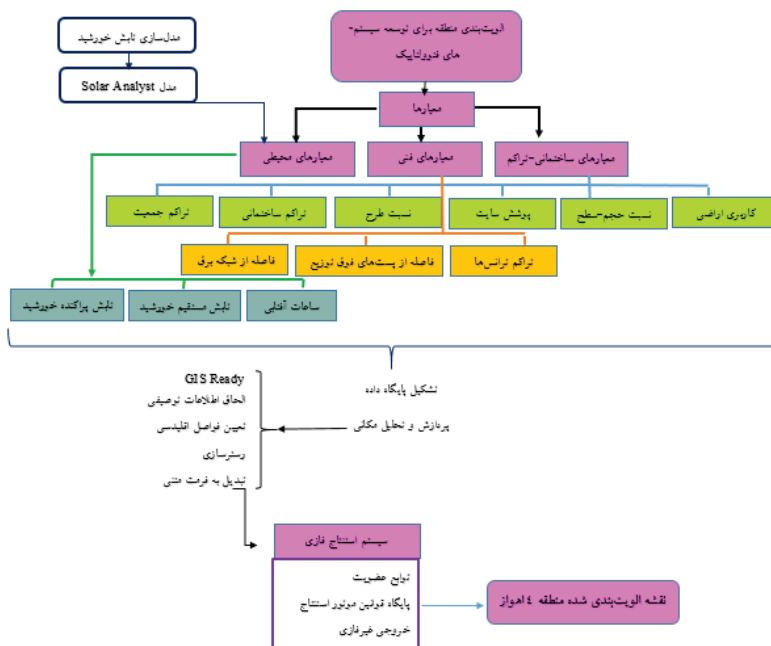 الویت‌بندی منطقه برای توسعه سیستم-
های فتوولتاییک
مدل‌سازی تابش خورشید
مدل Solar Analyst
معیارها
معیارهای ساختمانی-تراکم
معیارهای فنی
معیارهای محیطی
کاربری اراضی
نسبت حجم-سطح
پوشش سایت
نسبت طرح
تراکم ساختمانی
تراکم جمعیت
تراکم ترانس‌ها
فاصله از پست‌های فوق توزیع
فاصله از شبکه برق
ساعات آفتابی
تابش مستقیم خورشید
تابش پراکنده خورشید
تشکیل پایگاه داده
پردازش و تحلیل مکانی
GIS Ready
الحاق اطلاعات توصیفی
تعیین فواصل اقلیدسی
رسترسازی
تبدیل به فرمت متنی
سیستم استنتاج فازی
توابع عضویت
پایگاه قوانین موتور استنتاج
خروجی غیرفازی
نقشه الویت‌بندی شده منطقه ٤ اهواز